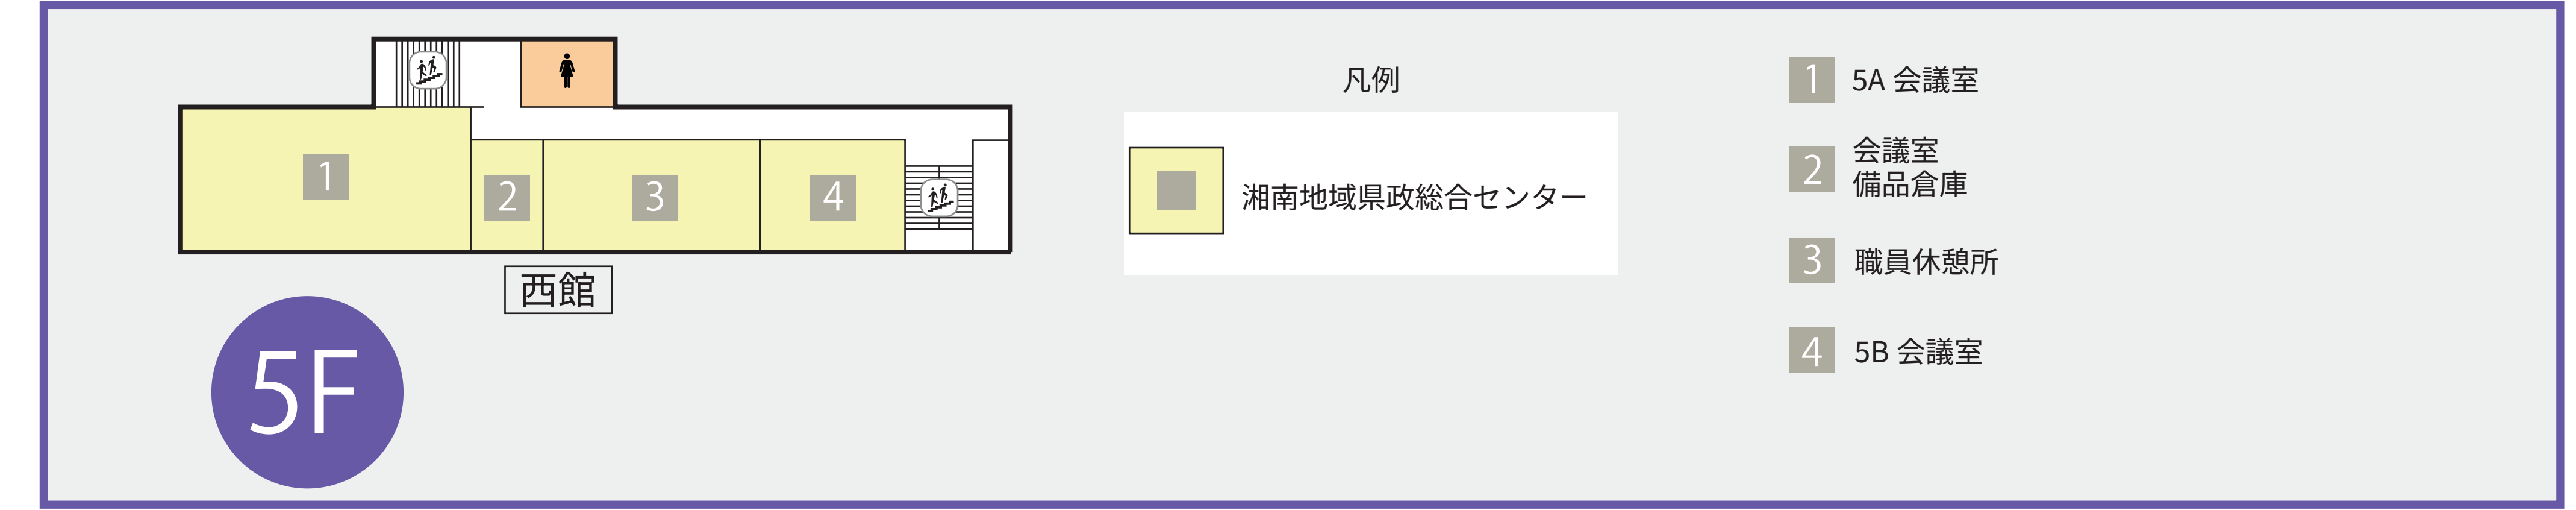 1
2
3
4
西館
5F
凡例
湘南地域県政総合センター
1 5A 会議室
2 会議室
備品倉庫
3 職員休憩所
4 5B 会議室